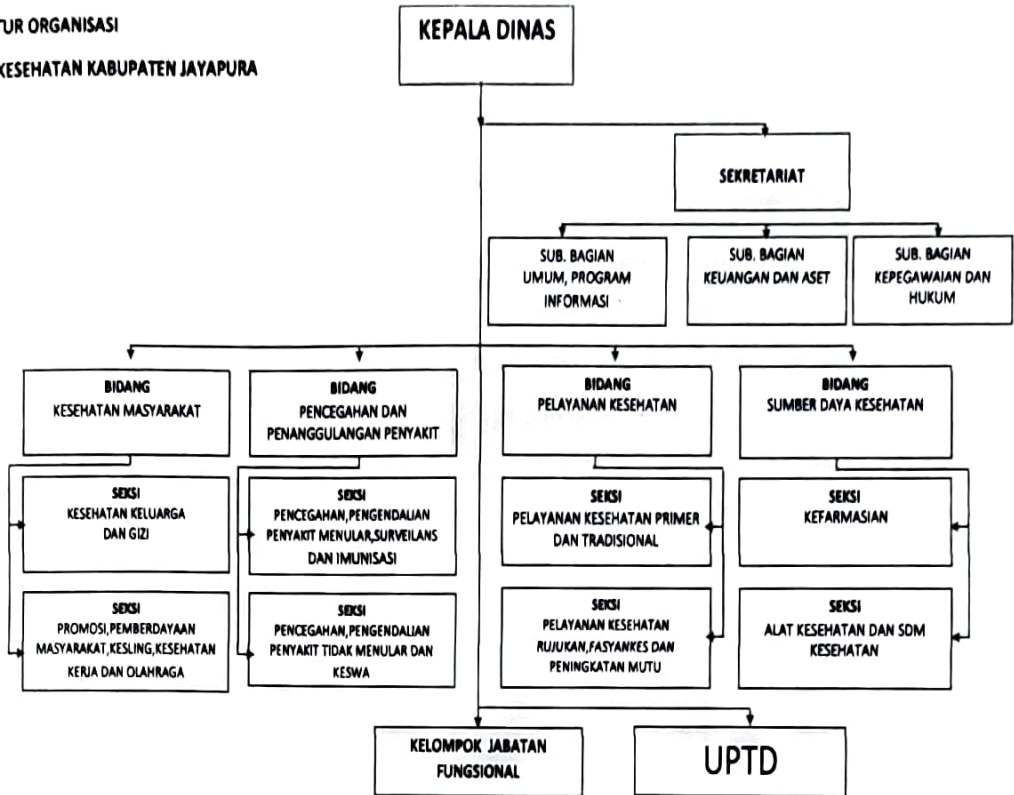 TUR ORGANISASI
KESEHATAN KABUPATEN JAYAPURA
KEPALA DINAS
SEKRETARIAT
SUB. BAGIAN
UMUM, PROGRAM
INFORMASI
SUB. BAGIAN
KEUANGAN DAN ASET
SUB. BAGIAN
KEPEGAWAIAN DAN
HUKUM
BIDANG
KESEHATAN MASYARAKAT
BIDANG
PENCEGAHAN DAN
PENANGGULANGAN PENYAKIT
BIDANG
PELAYANAN KESEHATAN
BIDANG
SUMBER DAYA KESEHATAN
SEKSI
KESEHATAN KELUARGA
DAN GIZI
SEKSI
PENCEGAHAN,PENGENDALIAN
PENYAKIT MENULAR,SURVEILANS
DAN IMUNISASI
SEKSI
PELAYANAN KESEHATAN PRIMER
DAN TRADISIONAL
SEKSI
KEFARMASIAN
SEKSI
PROMOSI,PEMBERDAYAAN
MASYARAKAT,KESLING,KESEHATAN
KERJA DAN OLAHRAGA
SEKSI
PENCEGAHAN,PENGENDALIAN
PENYAKIT TIDAK MENULAR DAN
KESWA
SEKSI
PELAYANAN KESEHATAN
RUJUKAN,FASYANKES DAN
PENINGKATAN MUTU
SEKSI
ALAT KESEHATAN DAN SDM
KESEHATAN
KELOMPOK JABATAN
FUNGSIONAL
UPTD